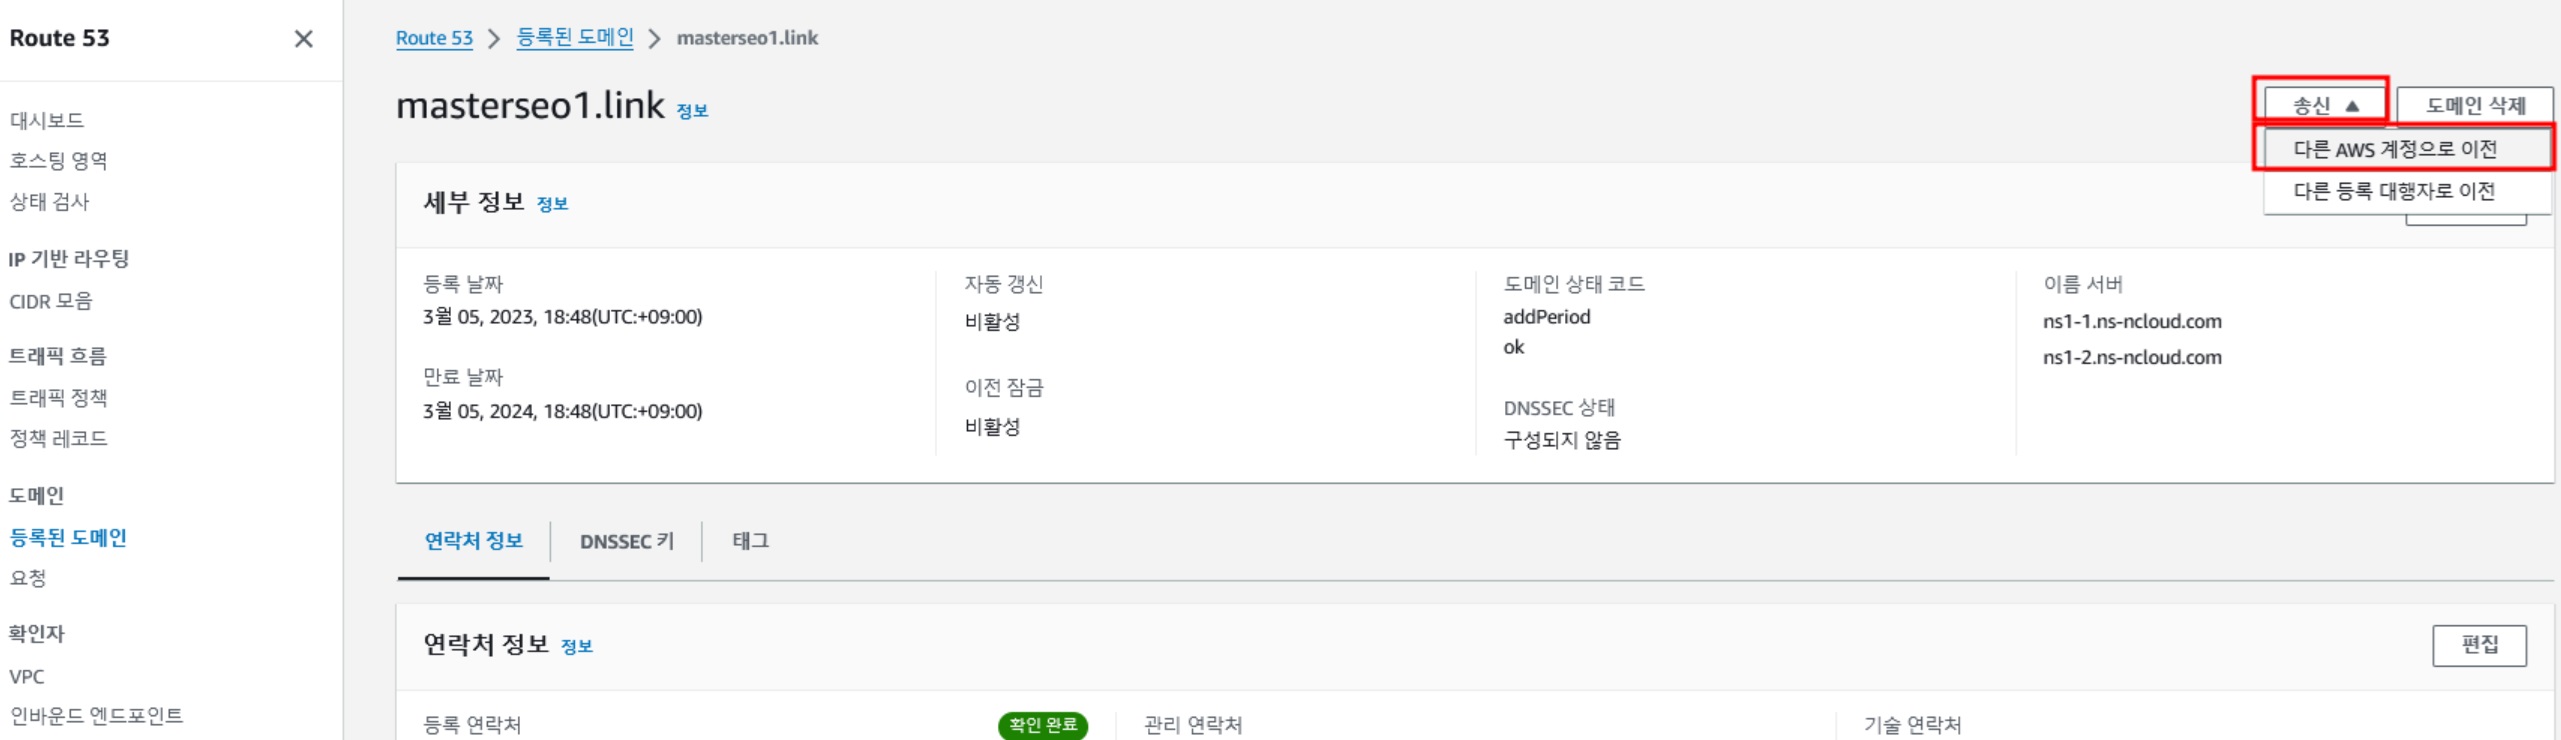 Route 53
대시보드
호스팅 영역
상태 검사
IP 기반 라우팅
CIDR 모음
트래픽 흐름
트래픽 정책
정책 레코드
도메인
등록된 도메인
요청
확인자
VPC
인바운드 엔드포인트
Route 53 > 등록된 도메인 > masterseo1.link
masterseo1.link 정보
송신 ▲
도메인 삭제
다른 AWS 계정으로 이전
다른 등록 대행자로 이전
세부 정보 정보
등록 날짜
3월 05, 2023, 18:48(UTC:+09:00)
만료 날짜
3월 05, 2024, 18:48(UTC:+09:00)
자동 갱신
비활성
이전 잠금
비활성
도메인 상태 코드
addPeriod
ok
DNSSEC 상태
구성되지 않음
이름 서버
ns1-1.ns-ncloud.com
ns1-2.ns-ncloud.com
연락처 정보
DNSSEC 키
태그
연락처 정보 정보
편집
등록 연락처
확인 완료
관리 연락처
기술 연락처